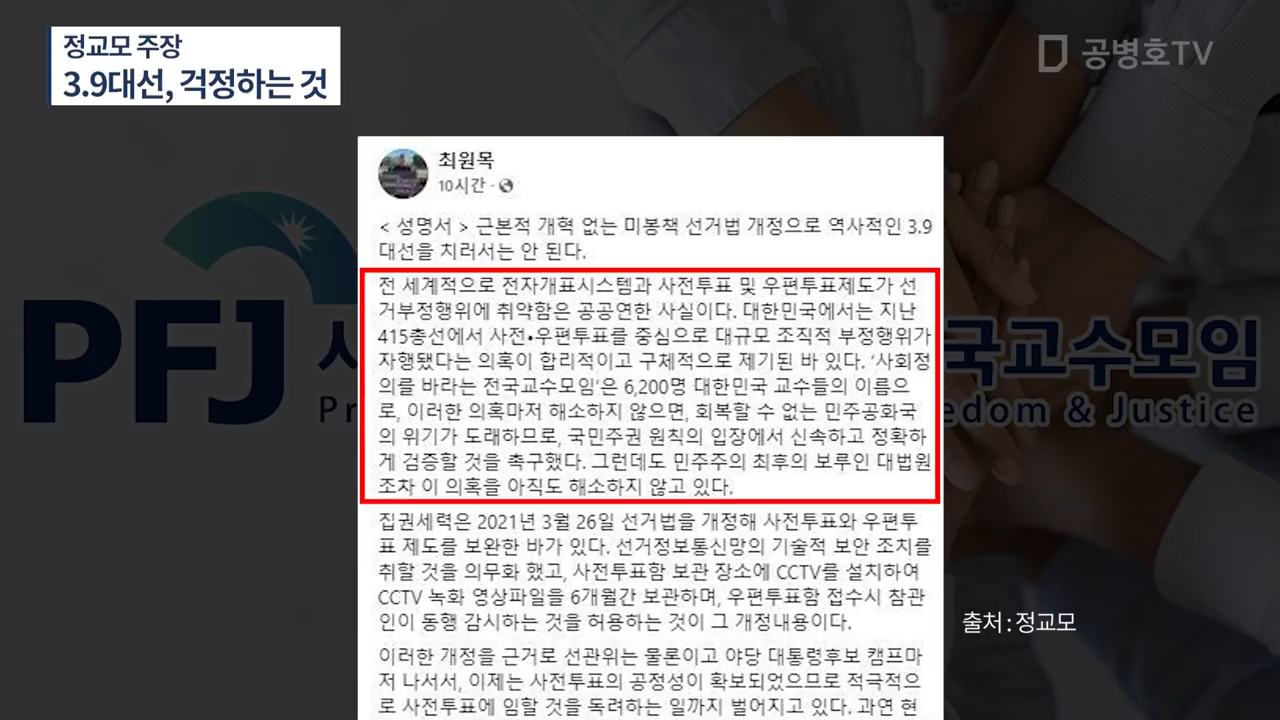 정교모 주장
3.9대선, 걱정하는 것
공병호TV
최원목
10시간 ·
< 성명서 > 근본적 개혁 없는 미봉책 선거법 개정으로 역사적인 3.9
대선을 치러서는 안 된다.
전 세계적으로 전자개표시스템과 사전투표 및 우편투표제도가 선
거부정행위에 취약함은 공공연한 사실이다. 대한민국에서는 지난
415총선에서 사전•우편투표를 중심으로 대규모 조직적 부정행위가
자행됐다는 의혹이 합리적이고 구체적으로 제기된 바 있다. ‘사회정
의를 바라는 전국교수모임’은 6,200명 대한민국 교수들의 이름으
로, 이러한 의혹마저 해소하지 않으면, 회복할 수 없는 민주공화국
의 위기가 도래하므로, 국민주권 원칙의 입장에서 신속하고 정확하
게 검증할 것을 촉구했다. 그런데도 민주주의 최후의 보루인 대법원
조차 이 의혹을 아직도 해소하지 않고 있다.
집권세력은 2021년 3월 26일 선거법을 개정해 사전투표와 우편투
표 제도를 보완한 바가 있다. 선거정보통신망의 기술적 보안 조치를
취할 것을 의무화 했고, 사전투표함 보관 장소에 CCTV를 설치하여
CCTV 녹화 영상파일을 6개월간 보관하며, 우편투표함 접수시 참관
인이 동행 감시하는 것을 허용하는 것이 그 개정내용이다.
이러한 개정을 근거로 선관위는 물론이고 야당 대통령후보 캠프마
저 나서서, 이제는 사전투표의 공정성이 확보되었으므로 적극적으
로 사전투표에 임할 것을 독려하는 일까지 벌어지고 있다. 과연 현
PFJ 사
국교수모임
Pr
edom & Justice
출처 : 정교모